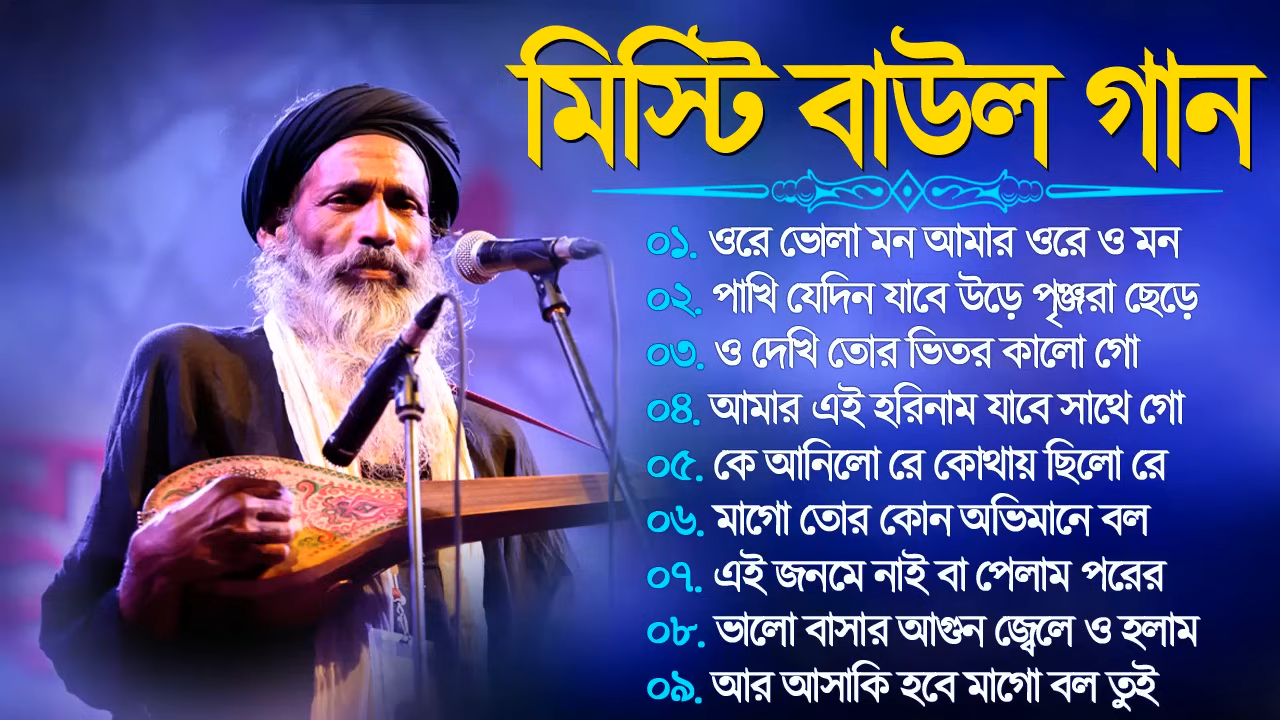 মিস্টি বাউল গান
০১. ওরে ভোলা মন আমার ওরে ও মন
০২. পাখি যেদিন যাবে উড়ে পৃঞ্জরা ছেড়ে
০৩. ও দেখি তোর ভিতর কালো গো
০৪. আমার এই হরিনাম যাবে সাথে গো
০৫. কে আনিলো রে কোথায় ছিলো রে
০৬. মাগো তোর কোন অভিমানে বল
০৭. এই জনমে নাই বা পেলাম পরের
০৮. ভালো বাসার আগুন জ্বেলে ও হলাম
০৯. আর আসাকি হবে মাগো বল তুই